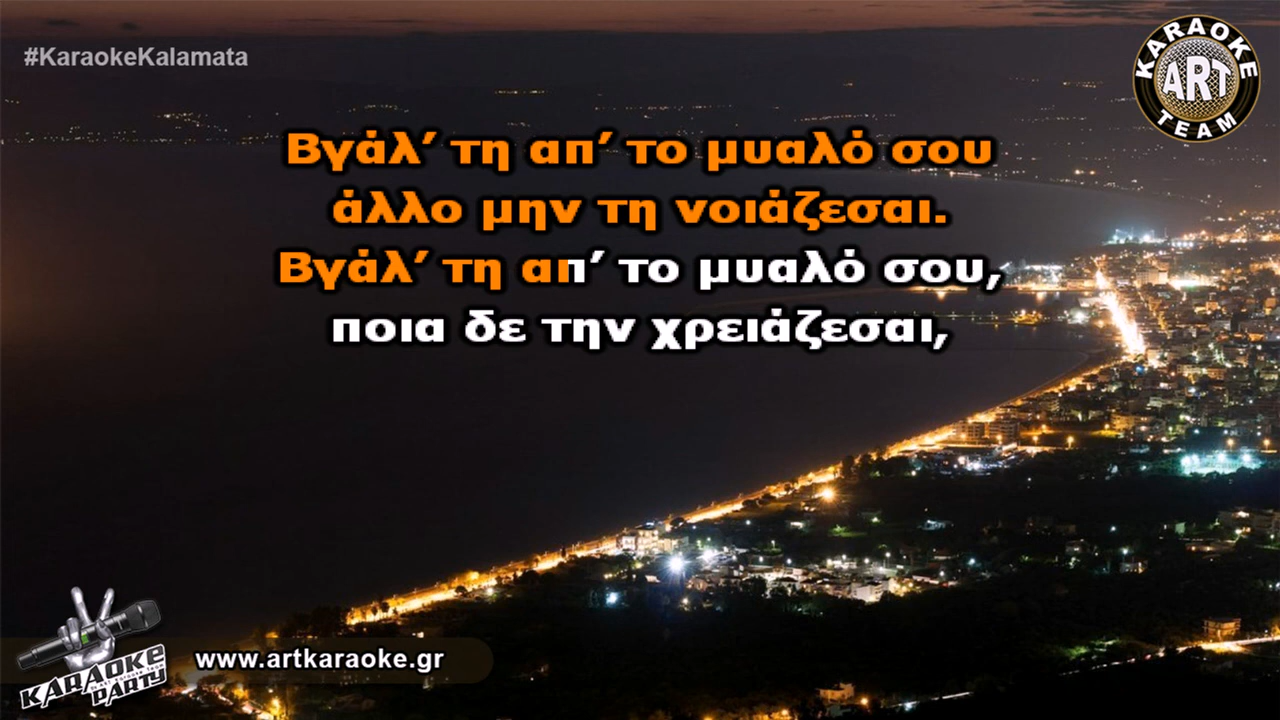 #KaraokeKalamata
KARAOKE
ART
TEAM
Βγάλ’ τη απ’ το μυαλό σου
άλλο μην τη νοιάζεσαι.
Βγάλ’ τη απ’ το μυαλό σου,
ποια δε την χρειάζεσαι,
www.artkaraoke.gr
KARAOKE
PARTY